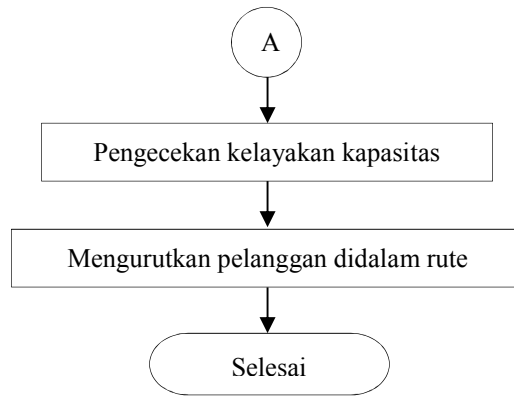 A
Pengecekan kelayakan kapasitas
Mengurutkan pelanggan didalam rute
Selesai